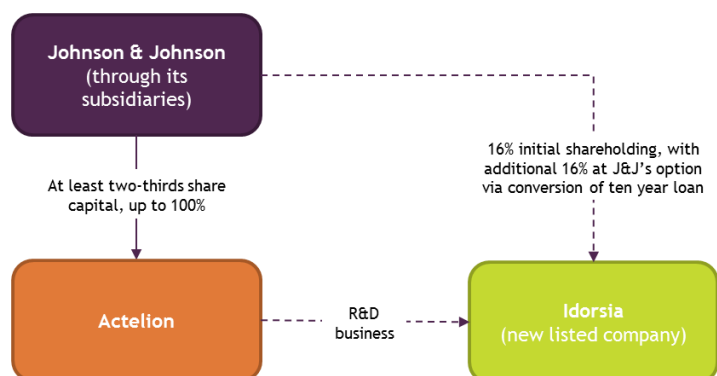 Johnson & Johnson
(through its
subsidiaries)
16% initial shareholding, with
additional 16% at J&J's option
via conversion of ten year loan
At least two-thirds share
capital, up to 100%
Actelion
R&D
business
Idorsia
(new listed company)